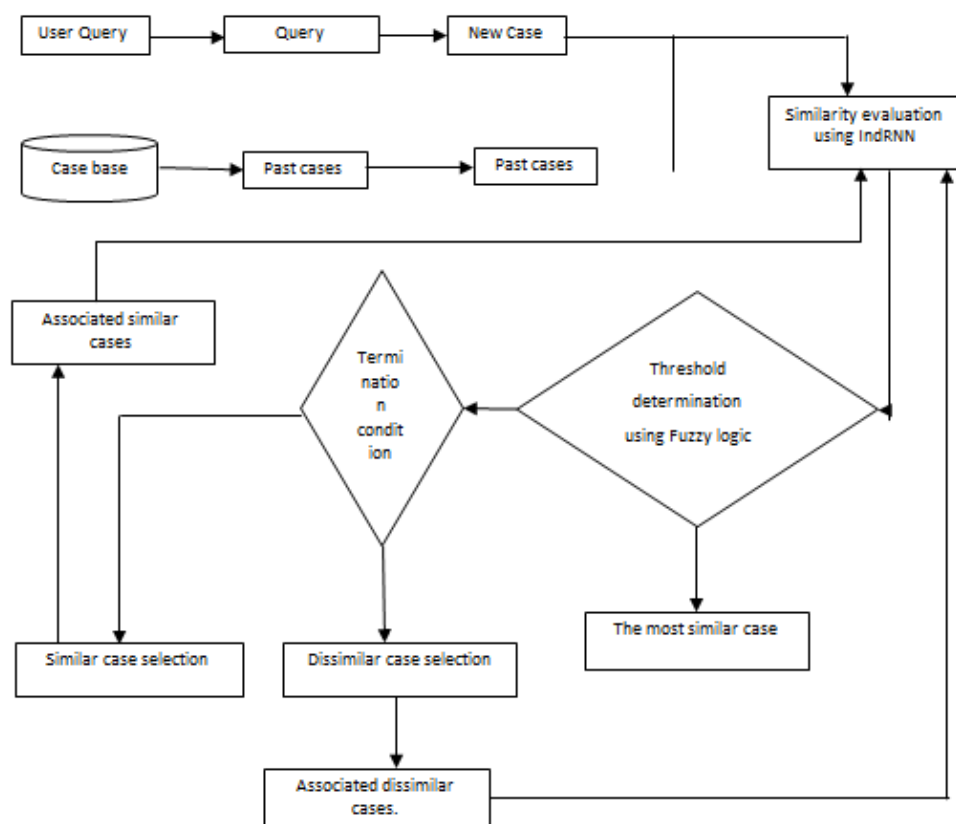 User Query
Query
New Case
Similarity evaluation
using IndRNN
Case base
Past cases
Past cases
Associated similar
cases
Termi
natio
n
condit
ion
Threshold
determination
using Fuzzy logic
The most similar case
Similar case selection
Dissimilar case selection
Associated dissimilar
cases.